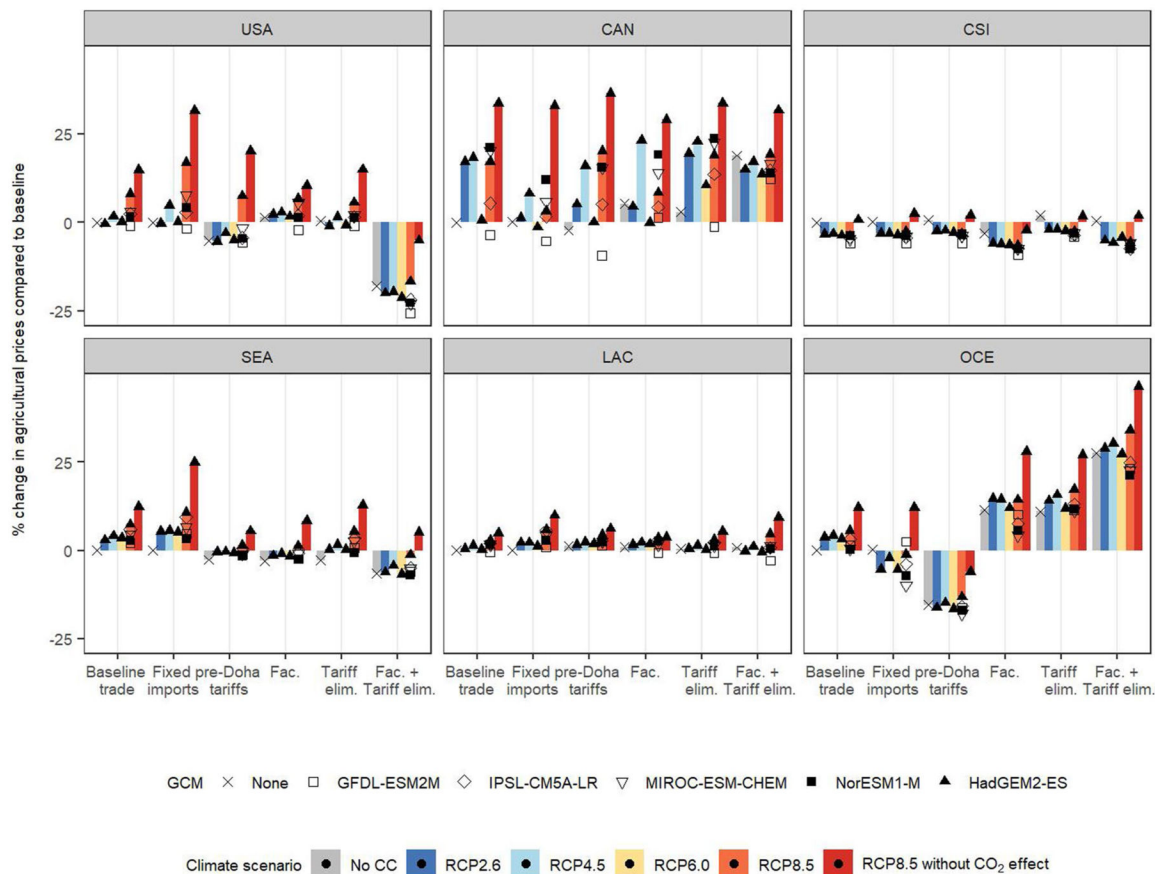 USA CAN CSI
25
0
-25
% change in agricultural prices compared to baseline
SEA LAC OCE
25
0
-25
Baseline trade Fixed imports pre-Doha tariffs Fac. Tariff elim. Fac. + Tariff elim.
Baseline trade Fixed imports pre-Doha tariffs Fac. Tariff elim. Fac. + Tariff elim.
Baseline trade Fixed imports pre-Doha tariffs Fac. Tariff elim. Fac. + Tariff elim.
GCM None GFDL-ESM2M IPSL-CM5A-LR MIROC-ESM-CHEM NorESM1-M HadGEM2-ES
Climate scenario No CC RCP2.6 RCP4.5 RCP6.0 RCP8.5 RCP8.5 without CO₂ effect